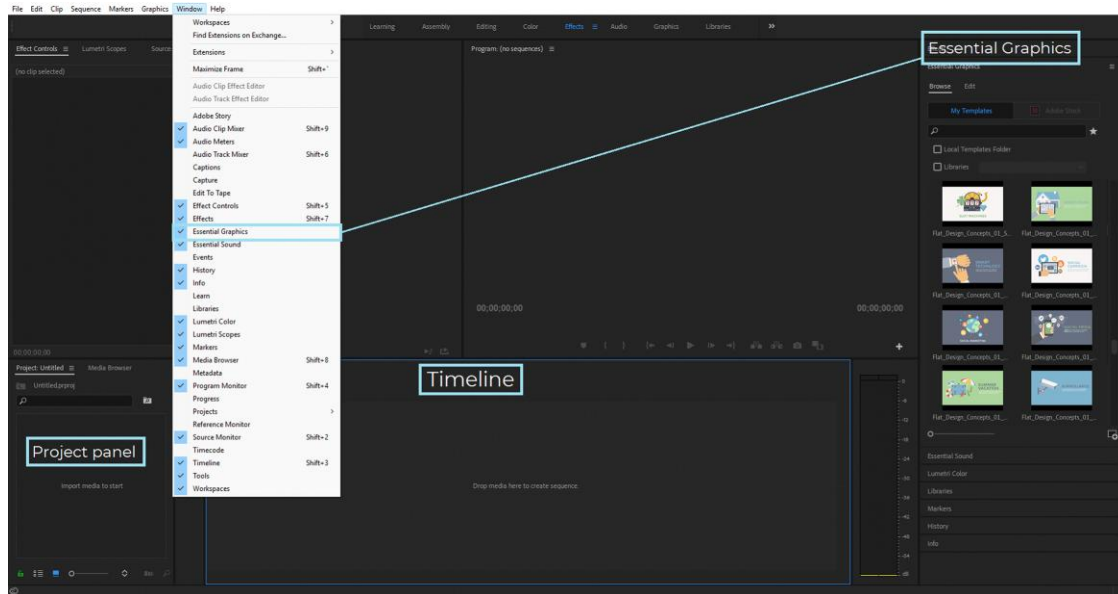 File Edit Clip Sequence Markers Graphics Window Help
Learning Assembly Editing Color Effects Audio Graphics Libraries
Effect Controls Lumetri Scopes Source
(no clip selected)
Workspaces
Find Extensions on Exchange...
Extensions
Maximize Frame Shift+`
Audio Clip Effect Editor
Audio Track Effect Editor
Adobe Story
Audio Clip Mixer Shift+9
Audio Meters
Audio Track Mixer Shift+6
Captions
Capture
Edit To Tape
Effect Controls Shift+5
Effects Shift+7
Essential Graphics
Essential Sound
Events
History
Info
Learn
Libraries
Lumetri Color
Lumetri Scopes
Markers
Media Browser Shift+8
Metadata
Program Monitor Shift+4
Progress
Projects
Reference Monitor
Source Monitor Shift+2
Timecode
Timeline Shift+3
Tools
Workspaces
Program: (no sequences)
00;00;00;00 00;00;00;00
Essential Graphics
Essential Graphics
Browse Edit
My Templates Adobe Stock
Local Templates Folder
Libraries
Flat_Design_Concepts_01_S... Flat_Design_Concepts_01_...
Flat_Design_Concepts_01_... Flat_Design_Concepts_01_...
Flat_Design_Concepts_01_... Flat_Design_Concepts_01_...
Flat_Design_Concepts_01_... Flat_Design_Concepts_01_...
Essential Sound
Lumetri Color
Libraries
Markers
History
Info
00;00;00;00
Project: Untitled Media Browser
Untitled.prproj
Project panel
Import media to start
Timeline
Drop media here to create sequence.